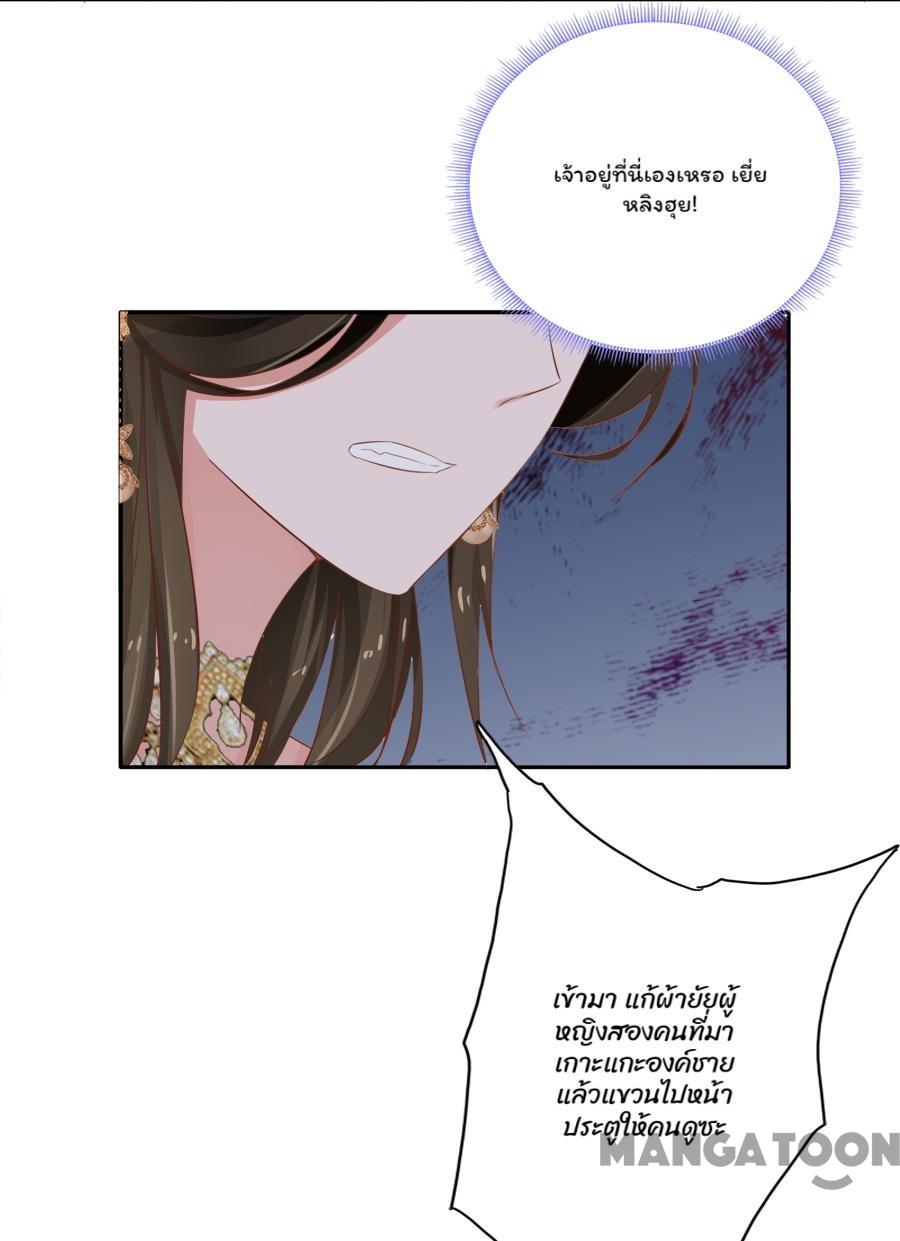 เจ้าอยู่ที่นี่เองเหรอ เยี่ย
หลิงฮุย!
เข้ามา แก้ผ้ายัยผู้
หญิงสองคนที่มา
เกาะแกะองค์ชาย
แล้วแขวนไปหน้า
ประตูให้คนดูซะ
MANGATOON